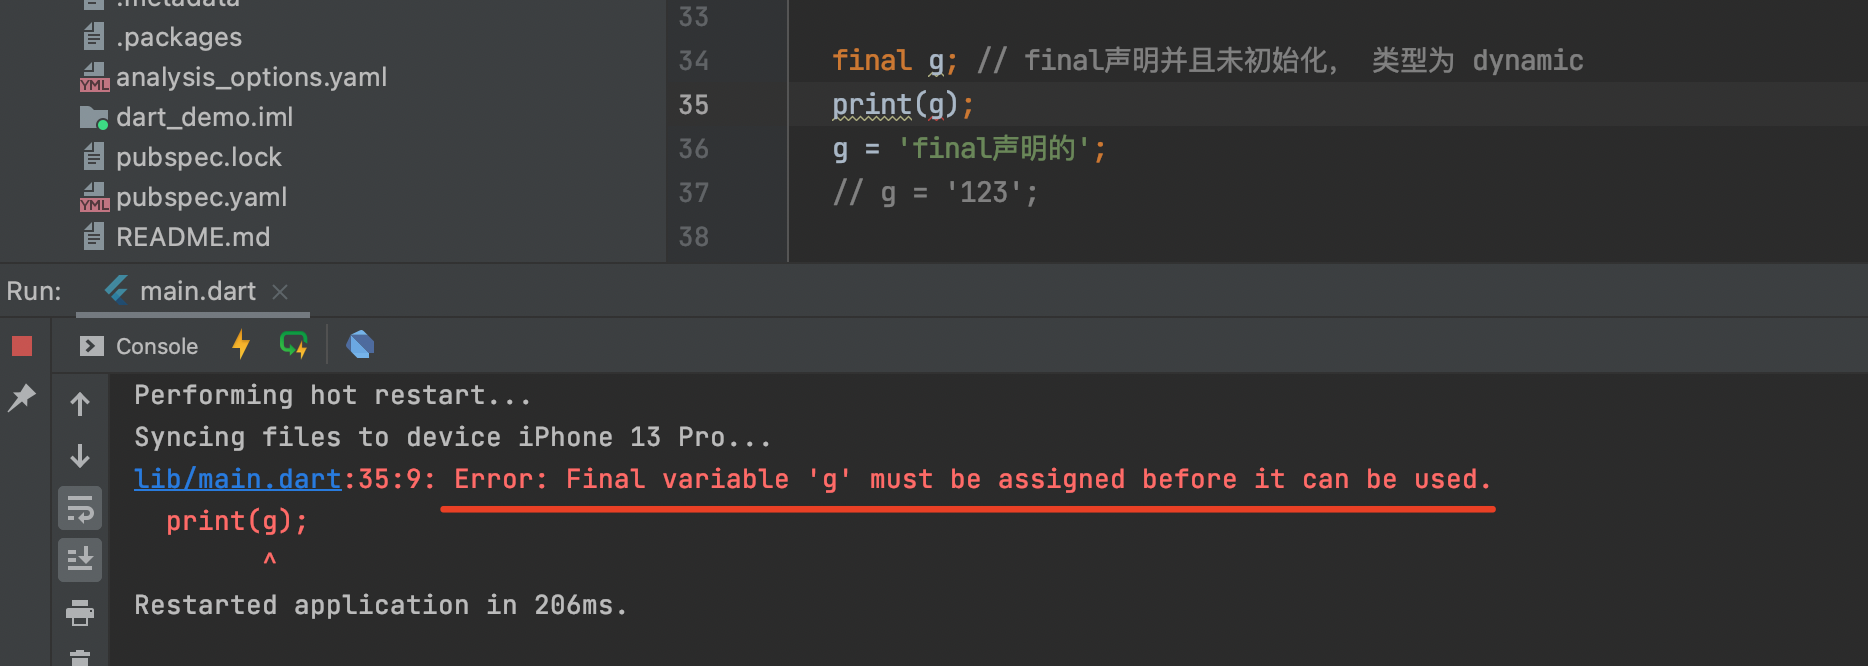 .metadata
.packages
YML analysis_options.yaml
dart_demo.iml
pubspec.lock
YML pubspec.yaml
README.md
33
34 final g; // final声明并且未初始化， 类型为 dynamic
35 print(g);
36 g = 'final声明的';
37 // g = '123';
38
Run: main.dart
Console
Performing hot restart...
Syncing files to device iPhone 13 Pro...
lib/main.dart:35:9: Error: Final variable 'g' must be assigned before it can be used.
print(g);
^
Restarted application in 206ms.